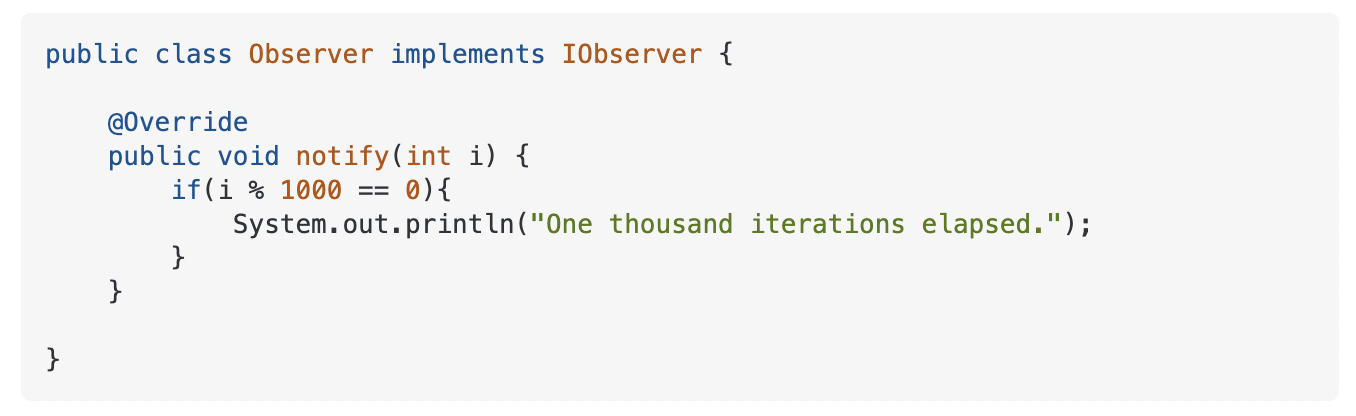 public class Observer implements IObserver {
@Override
public void notify(int i) {
if(i % 1000 == 0){
System.out.println("One thousand iterations elapsed.");
}
}
}